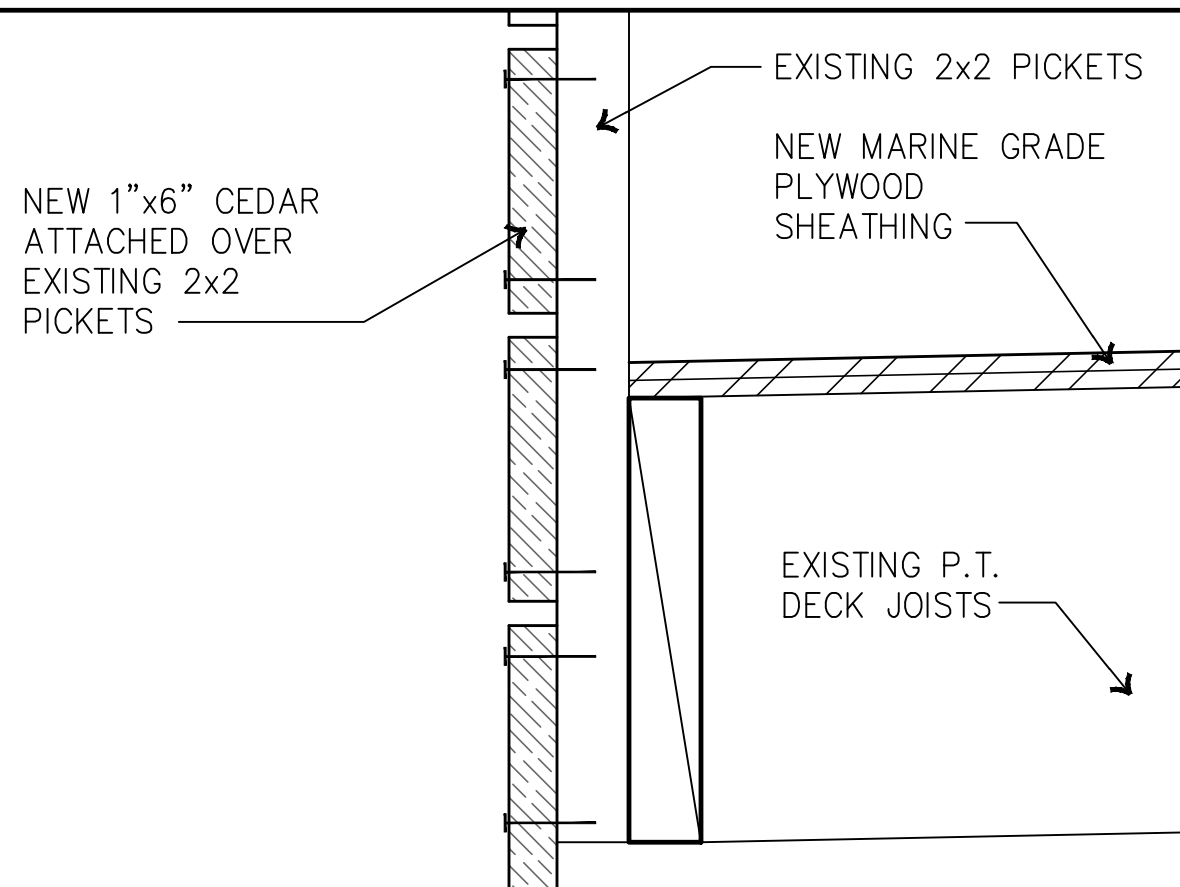 EXISTING 2x2 PICKETS
NEW MARINE GRADE
PLYWOOD
SHEATHING
NEW 1”x6” CEDAR
ATTACHED OVER
EXISTING 2x2
PICKETS
EXISTING P.T.
DECK JOISTS